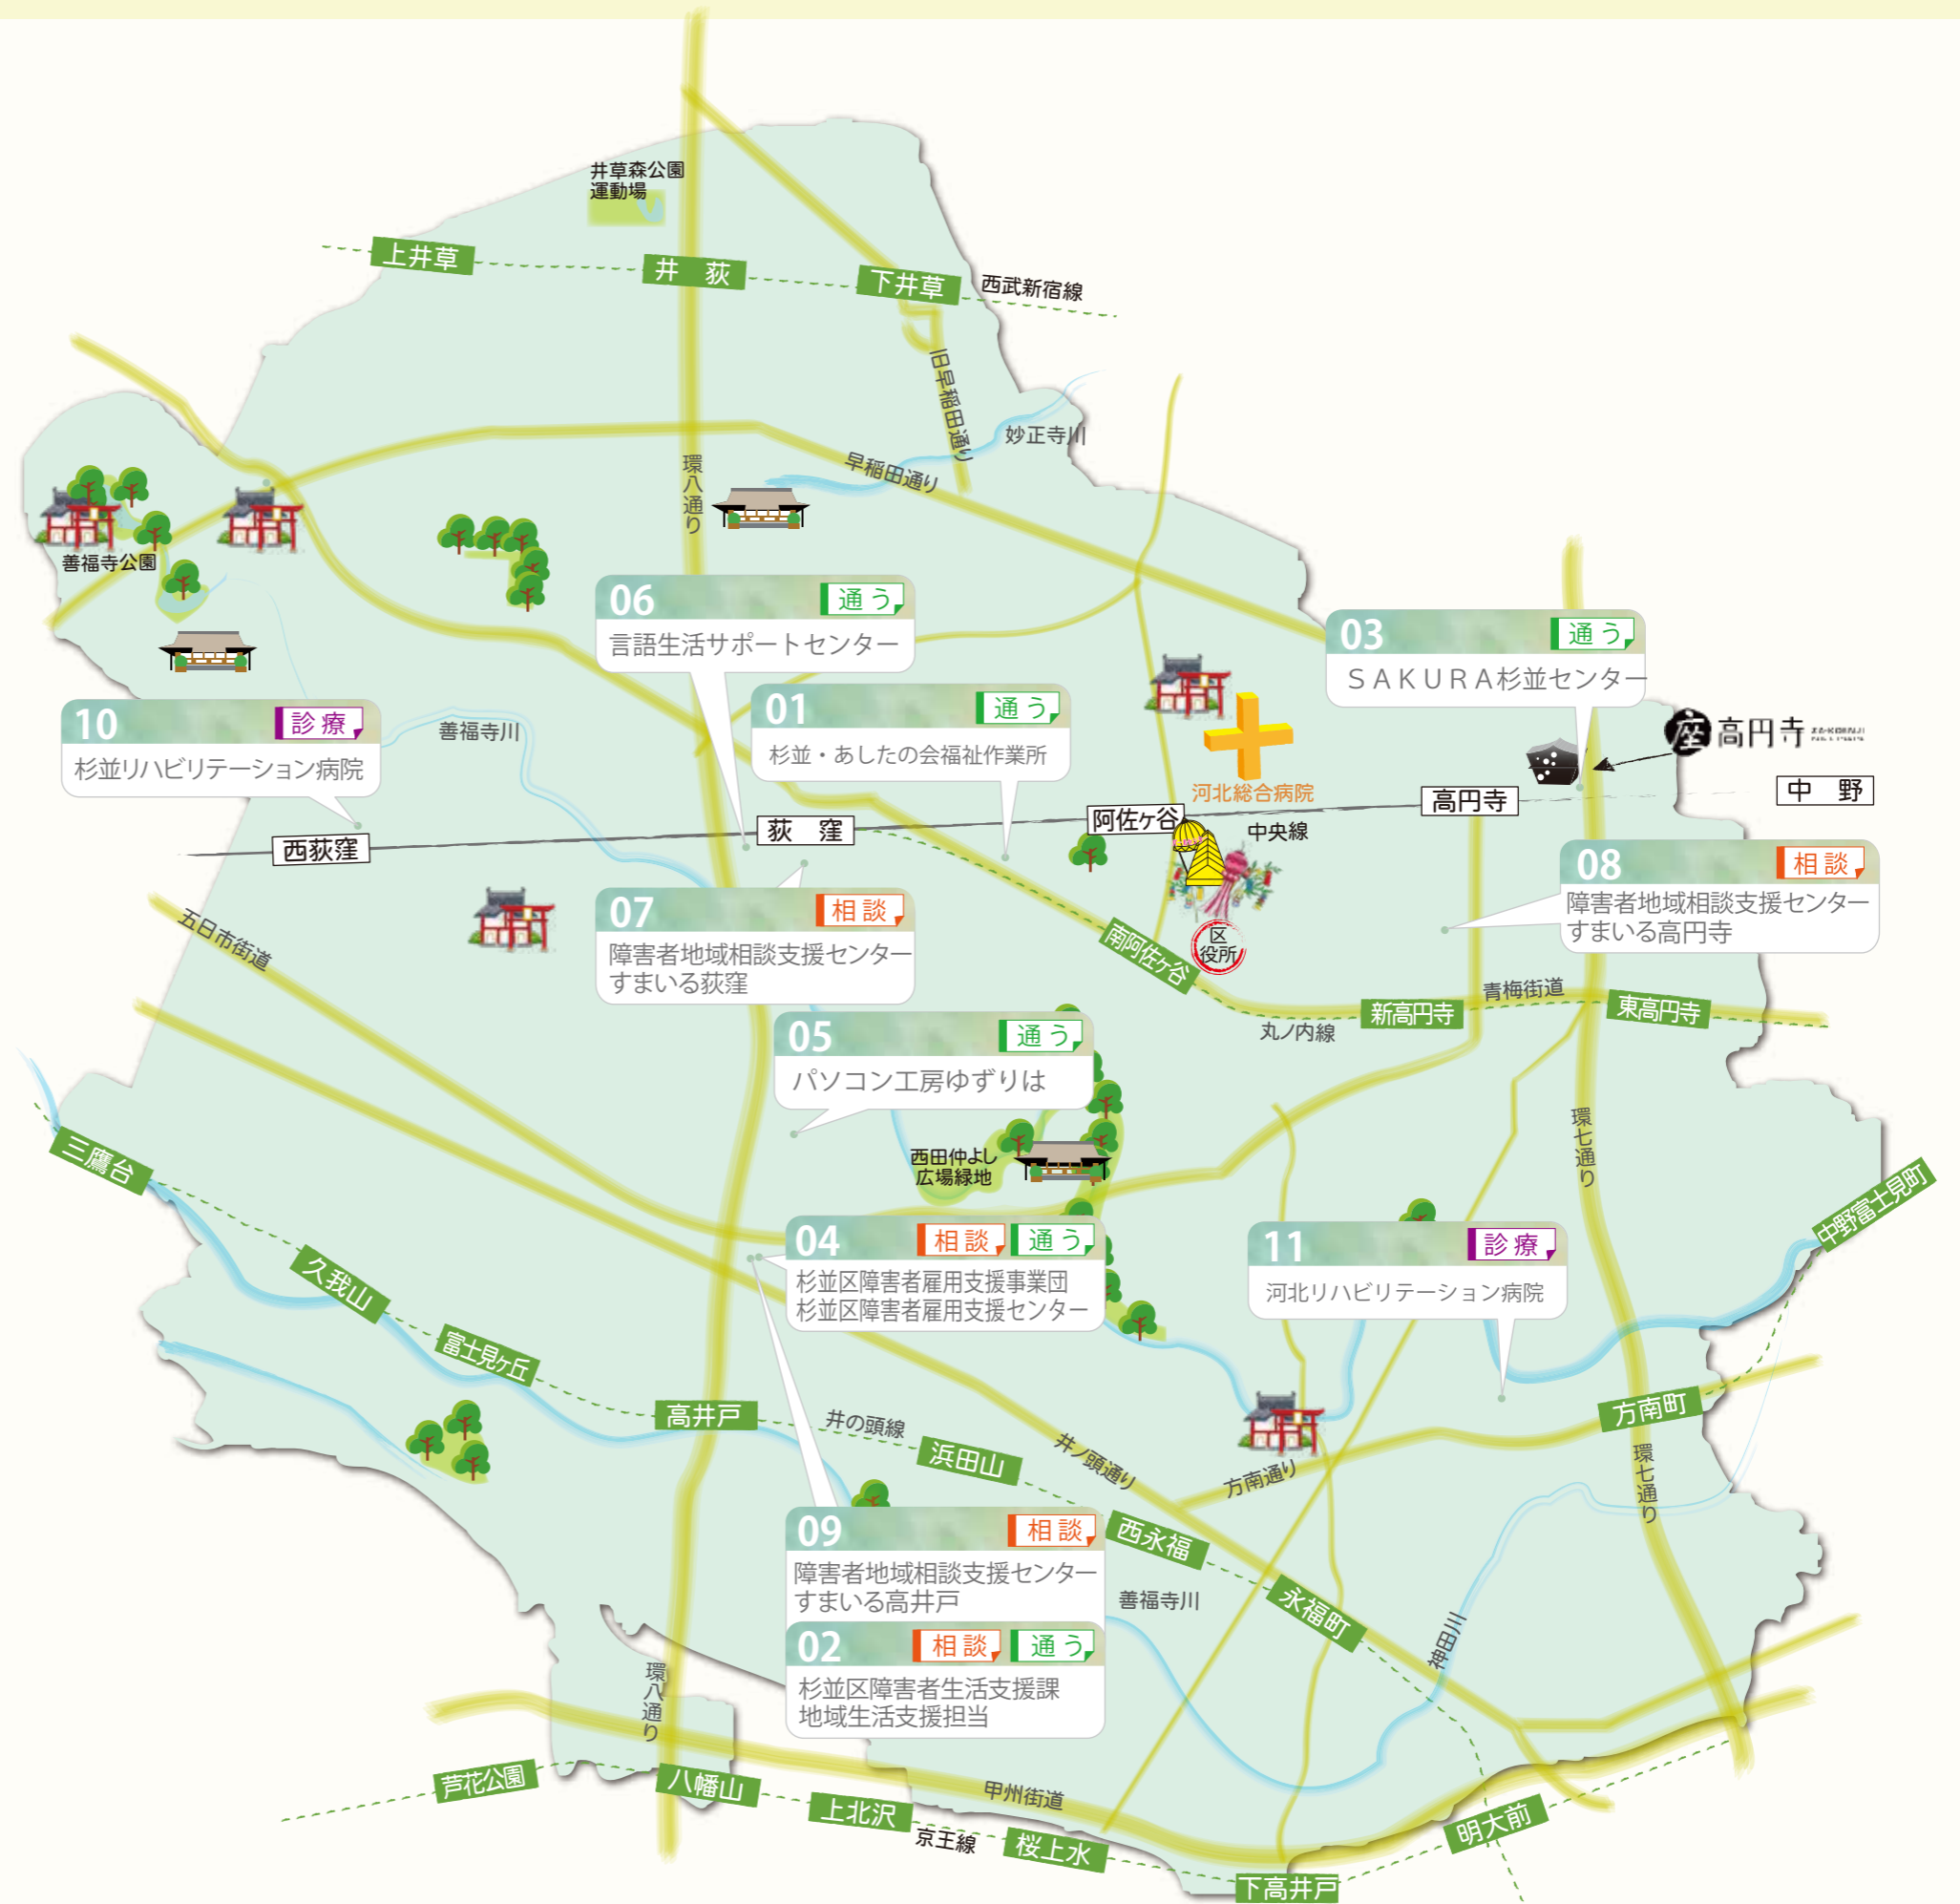 井草森公園
運動場
上井草
井荻
下井草
西武新宿線
旧早稲田通り
妙正寺川
早稲田通り
環八通り
善福寺公園
06 通う
言語生活サポートセンター
03 通う
SAKURA杉並センター
01 通う
杉並・あしたの会福祉作業所
10 診療
杉並リハビリテーション病院
善福寺川
座高円寺
河北総合病院
中野
高円寺
阿佐ヶ谷
中央線
荻窪
西荻窪
08 相談
障害者地域相談支援センター
すまいる高円寺
07 相談
障害者地域相談支援センター
すまいる荻窪
五日市街道
南阿佐ヶ谷
区
役所
青梅街道
新高円寺
東高円寺
丸ノ内線
05 通う
パソコン工房ゆずりは
環七通り
三鷹台
西田仲よし
広場緑地
中野富士見町
04 相談 通う
杉並区障害者雇用支援事業団
杉並区障害者雇用支援センター
11 診療
河北リハビリテーション病院
久我山
富士見ヶ丘
高井戸
井の頭線
浜田山
井ノ頭通り
方南通り
方南町
環七通り
09 相談
障害者地域相談支援センター
すまいる高井戸
西永福
善福寺川
永福町
神田川
02 相談 通う
杉並区障害者生活支援課
地域生活支援担当
環八通り
芦花公園
八幡山
上北沢
甲州街道
京王線
桜上水
明大前
下高井戸